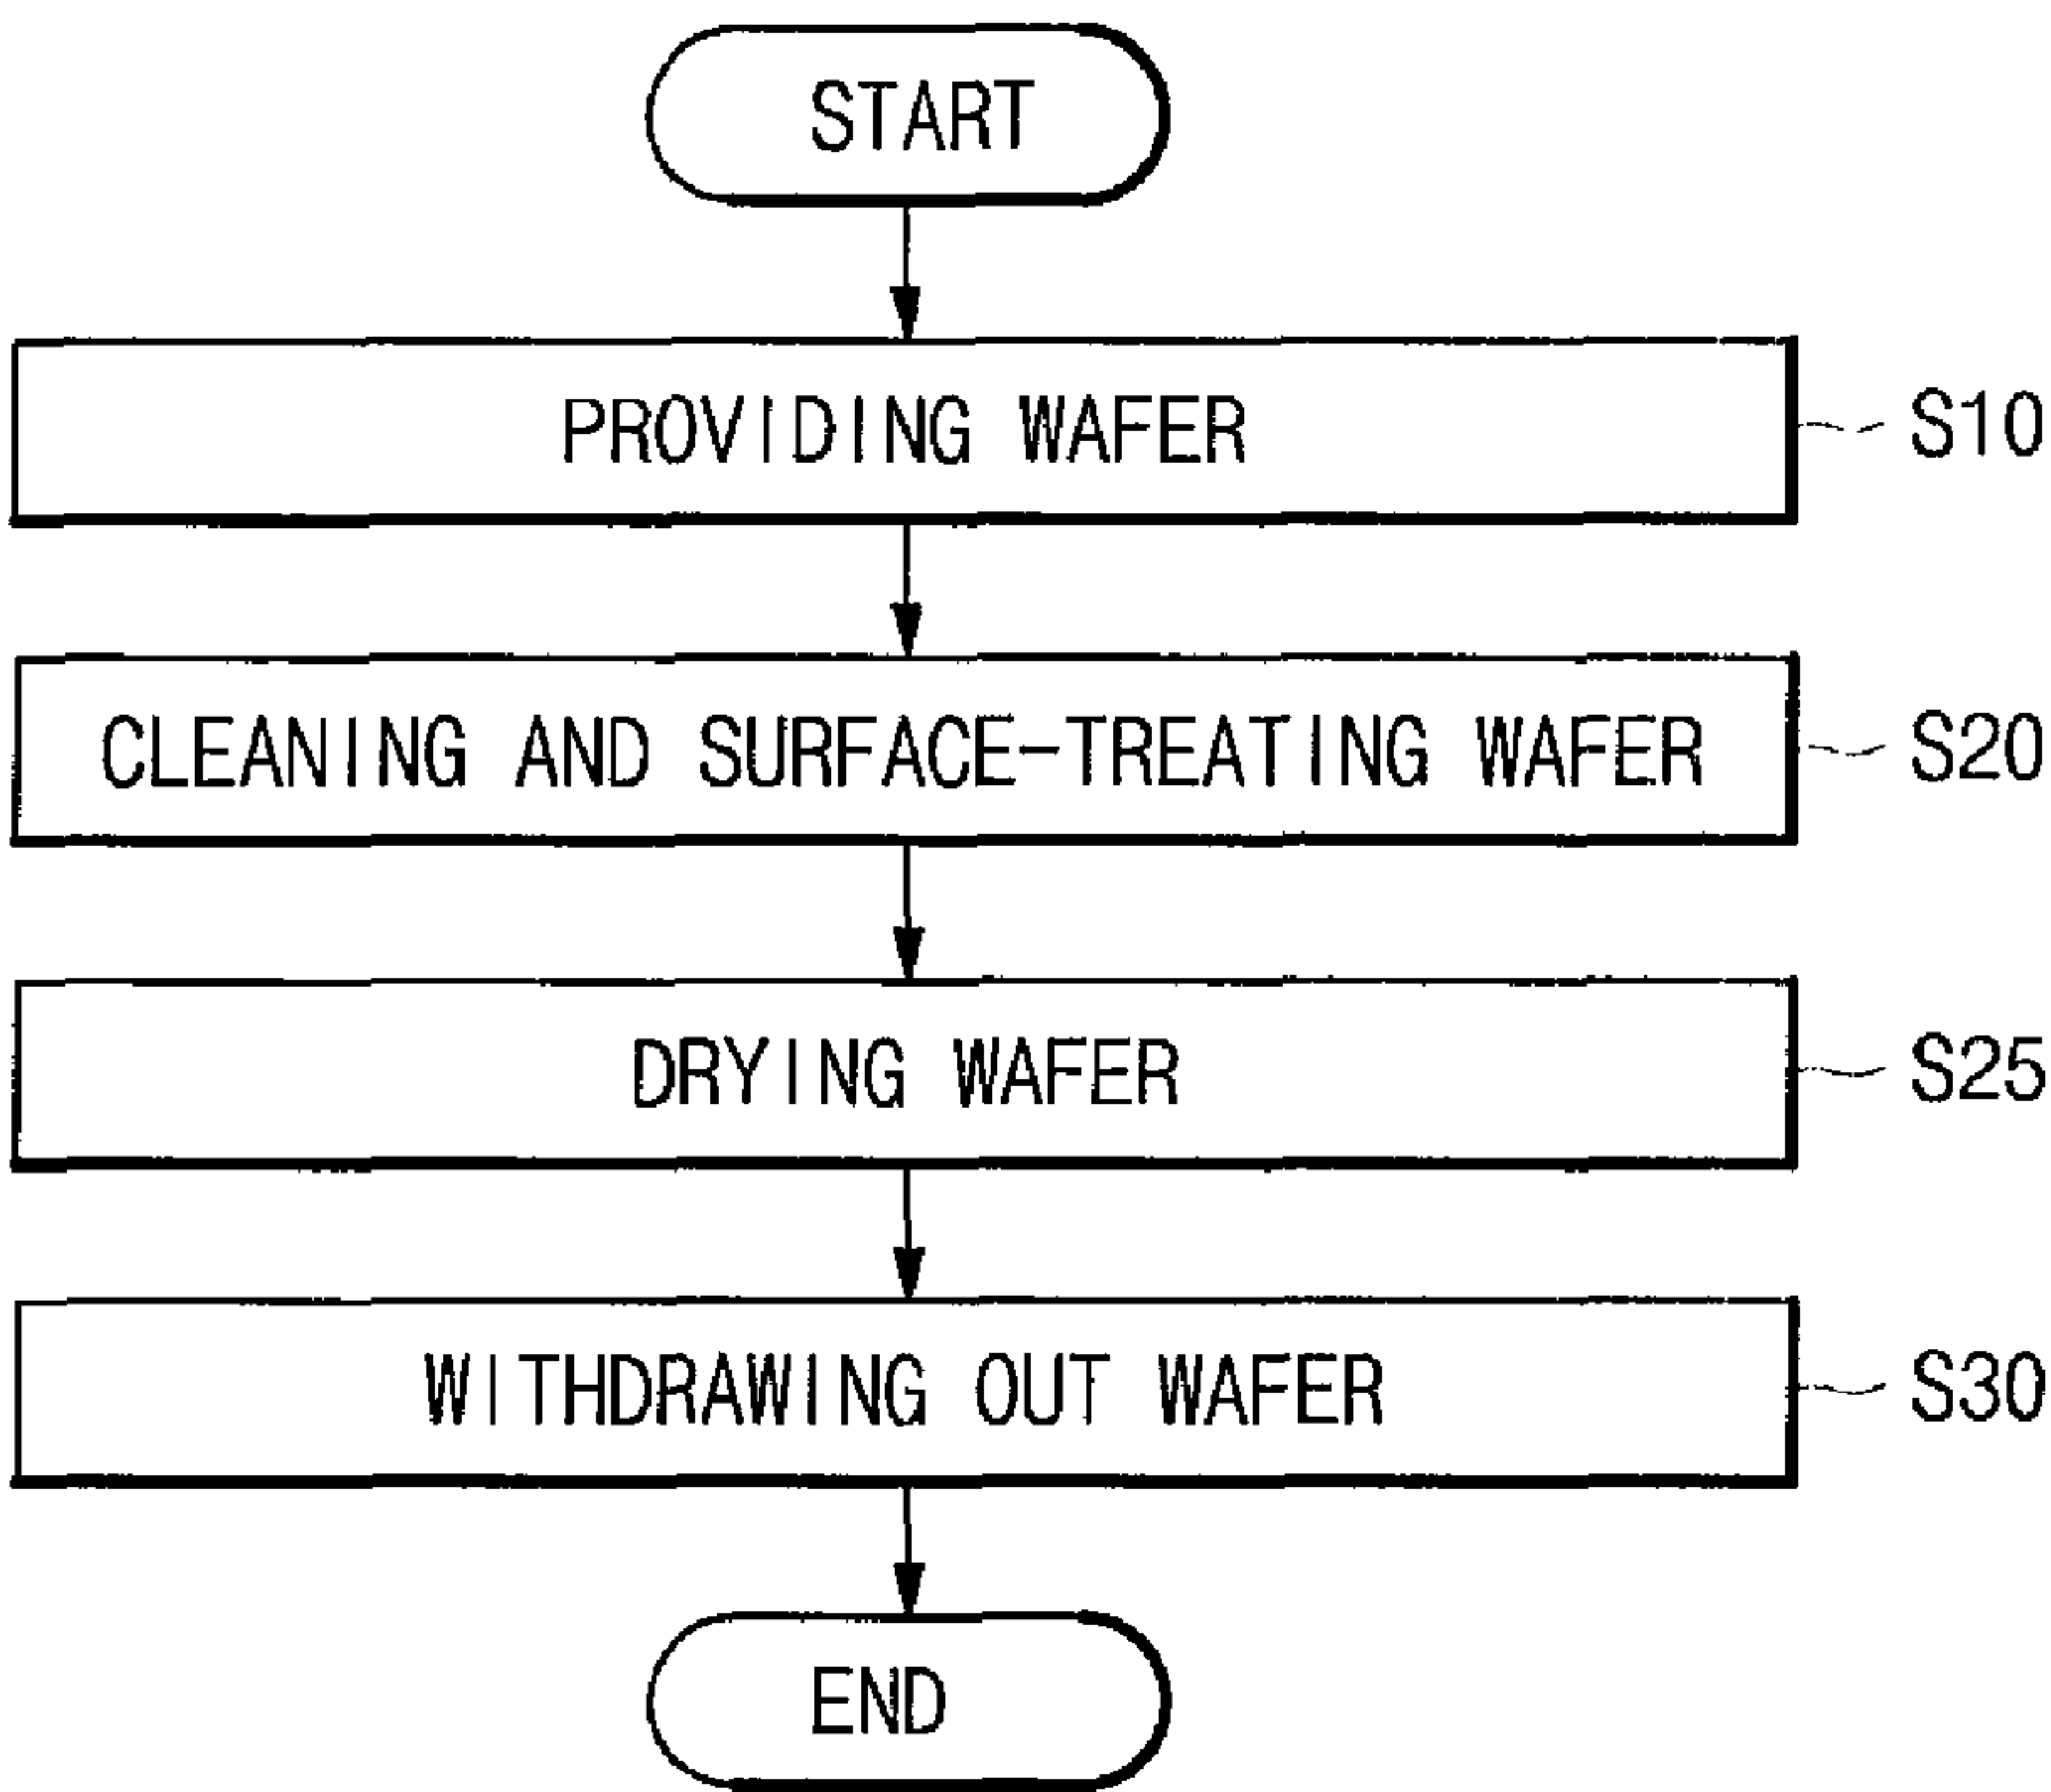 START
PROVIDING WAFER S10
CLEANING AND SURFACE-TREATING WAFER S20
DRYING WAFER S25
WITHDRAWING OUT WAFER S30
END